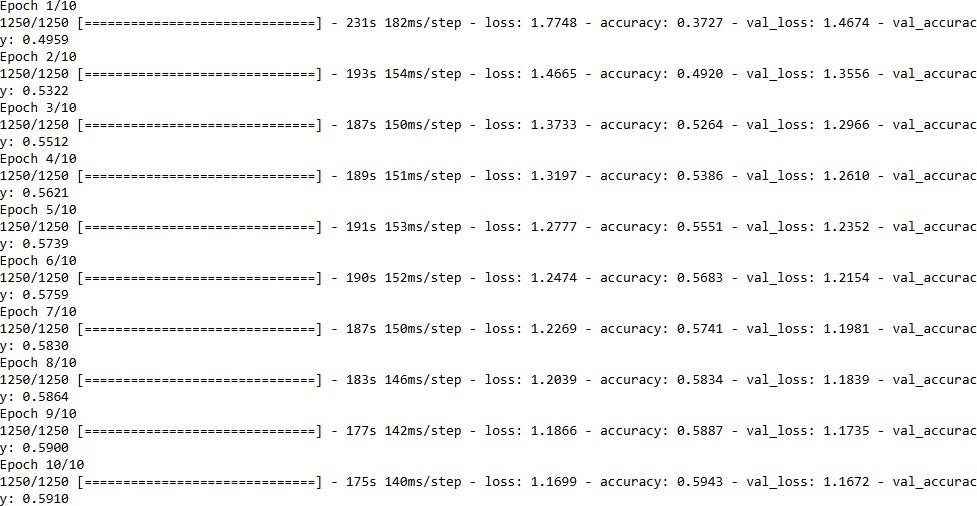 Epoch 1/10
1250/1250 [==============================] - 231s 182ms/step - loss: 1.7748 - accuracy: 0.3727 - val_loss: 1.4674 - val_accurac
y: 0.4959
Epoch 2/10
1250/1250 [==============================] - 193s 154ms/step - loss: 1.4665 - accuracy: 0.4920 - val_loss: 1.3556 - val_accurac
y: 0.5322
Epoch 3/10
1250/1250 [==============================] - 187s 150ms/step - loss: 1.3733 - accuracy: 0.5264 - val_loss: 1.2966 - val_accurac
y: 0.5512
Epoch 4/10
1250/1250 [==============================] - 189s 151ms/step - loss: 1.3197 - accuracy: 0.5386 - val_loss: 1.2610 - val_accurac
y: 0.5621
Epoch 5/10
1250/1250 [==============================] - 191s 153ms/step - loss: 1.2777 - accuracy: 0.5551 - val_loss: 1.2352 - val_accurac
y: 0.5739
Epoch 6/10
1250/1250 [==============================] - 190s 152ms/step - loss: 1.2474 - accuracy: 0.5683 - val_loss: 1.2154 - val_accurac
y: 0.5759
Epoch 7/10
1250/1250 [==============================] - 187s 150ms/step - loss: 1.2269 - accuracy: 0.5741 - val_loss: 1.1981 - val_accurac
y: 0.5830
Epoch 8/10
1250/1250 [==============================] - 183s 146ms/step - loss: 1.2039 - accuracy: 0.5834 - val_loss: 1.1839 - val_accurac
y: 0.5864
Epoch 9/10
1250/1250 [==============================] - 177s 142ms/step - loss: 1.1866 - accuracy: 0.5887 - val_loss: 1.1735 - val_accurac
y: 0.5900
Epoch 10/10
1250/1250 [==============================] - 175s 140ms/step - loss: 1.1699 - accuracy: 0.5943 - val_loss: 1.1672 - val_accurac
y: 0.5910